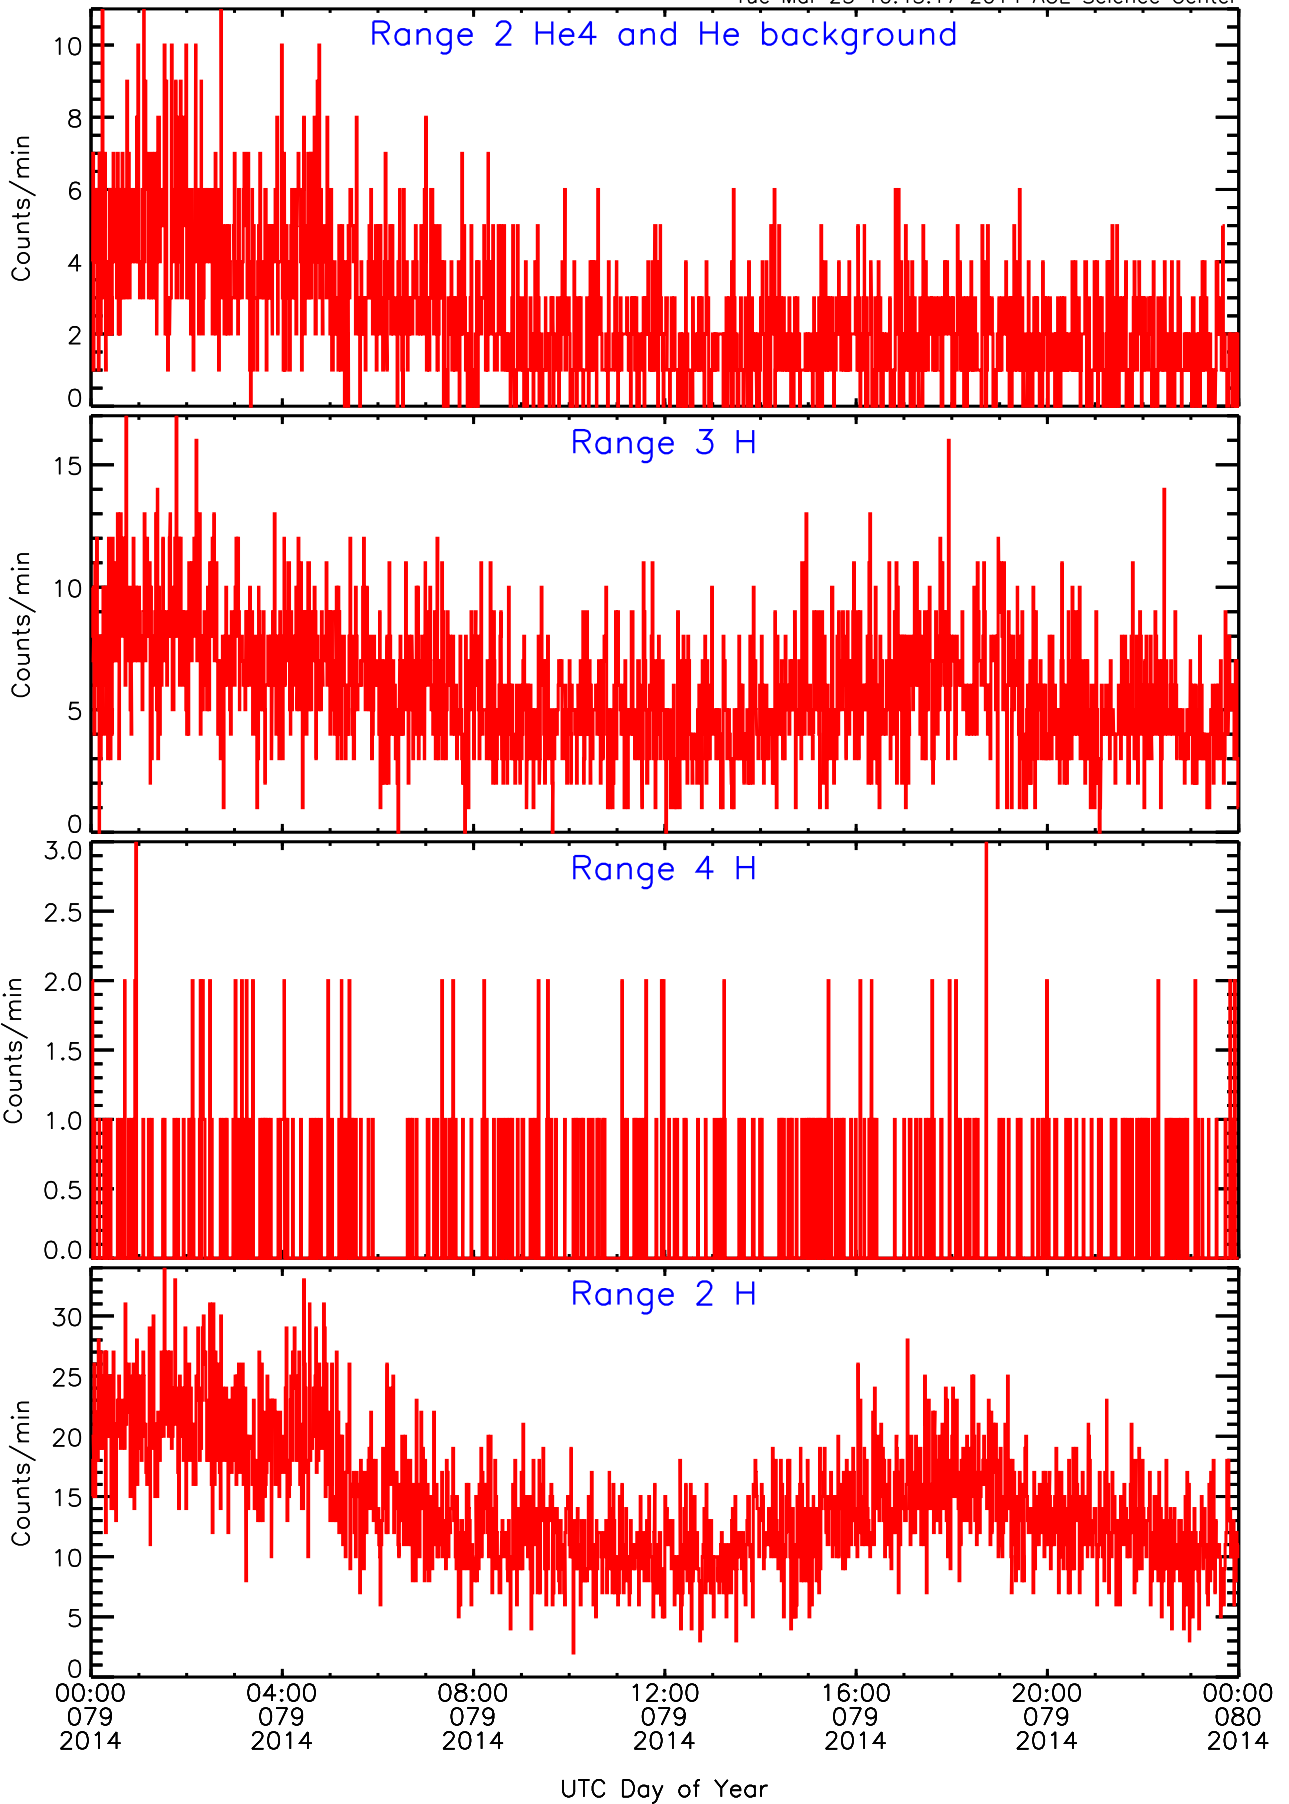 Range 2 He4 and He background
10
8
6
4
2
0
Counts/min
Range 3 H
15
10
5
0
Counts/min
Range 4 H
3.0
2.5
2.0
1.5
1.0
0.5
0.0
Counts/min
Range 2 H
30
25
20
15
10
5
0
Counts/min
00:00 04:00 08:00 12:00 16:00 20:00 00:00
079 079 079 079 079 079 080
2014 2014 2014 2014 2014 2014 2014
UTC Day of Year